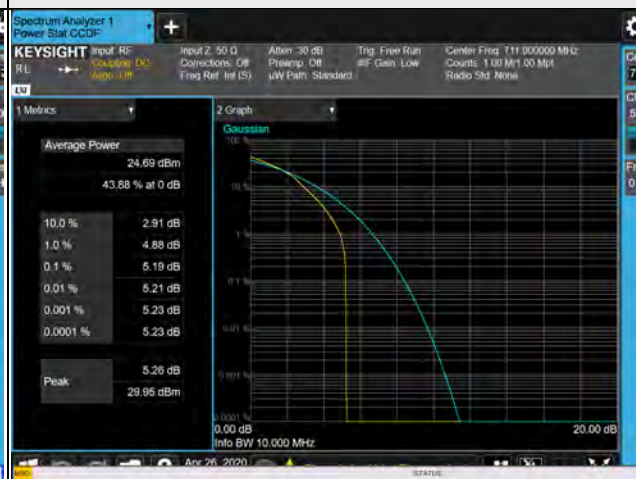 Spectrum Analyzer 1
Power Stat CCDF
+
KEYSIGHT Input: RF Input Z: 50 Ω Atten: 30 dB Trig: Free Run Center Freq: 711.000000 MHz
RL Coupling: DC Corrections: Off Preamp: Off #IF Gain: Low Counts: 1.00 M/1.00 Mpt
Align: Off Freq Ref: Int (S) µW Path: Standard Radio Std: None
LXI
1 Metrics
2 Graph
Gaussian
Average Power
24.69 dBm
43.88 % at 0 dB
10.0 % 2.91 dB
1.0 % 4.88 dB
0.1 % 5.19 dB
0.01 % 5.21 dB
0.001 % 5.23 dB
0.0001 % 5.23 dB
Peak 5.26 dB
29.95 dBm
100 %
10 %
1 %
0.1 %
0.01 %
0.001 %
0.0001 %
0.00 dB 20.00 dB
Info BW 10.000 MHz
Apr 26, 2020
MSG STATUS